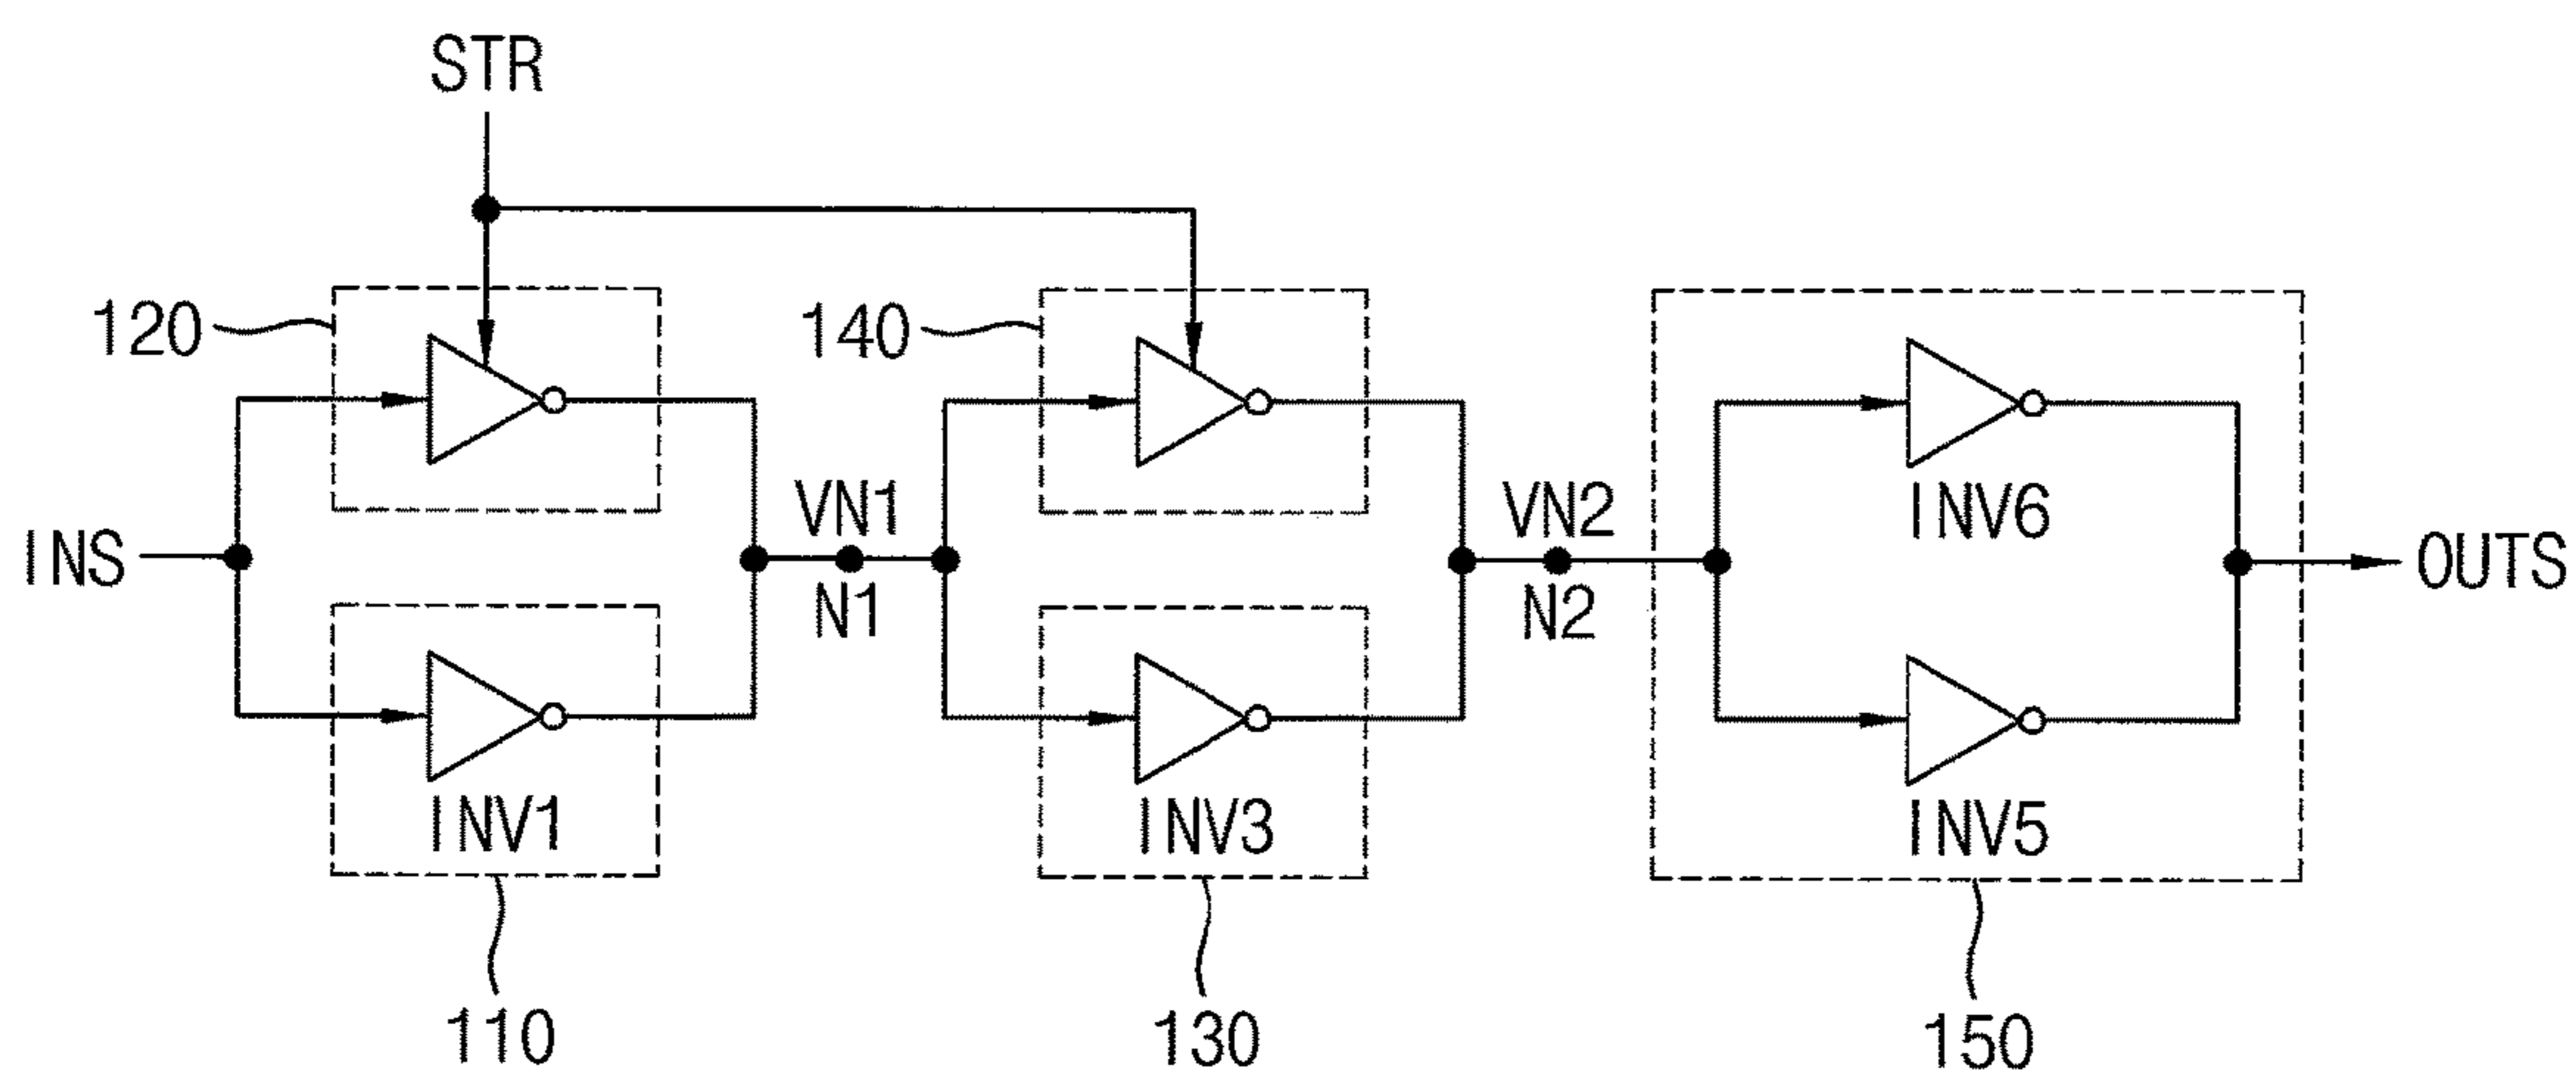 STR
120
140
INS
VN1
N1
VN2
N2
INV6
OUTS
INV1
INV3
INV5
110
130
150